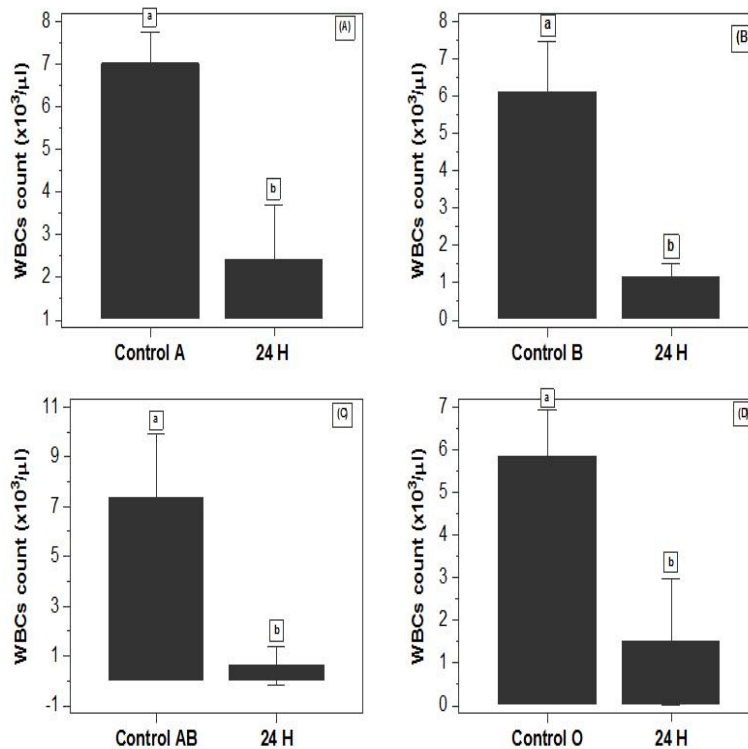 (A)
WBCs count (x10³/µl)
8
7
6
5
4
3
2
1
a
b
Control A 24 H
(B
WBCs count (x10³/µl)
8
7
6
5
4
3
2
1
0
a
b
Control B 24 H
(C)
WBCs count (x10³/µl)
11
9
7
5
3
1
-1
a
b
Control AB 24 H
(D)
WBCs count (x10³/µl)
7
6
5
4
3
2
1
0
a
b
Control O 24 H